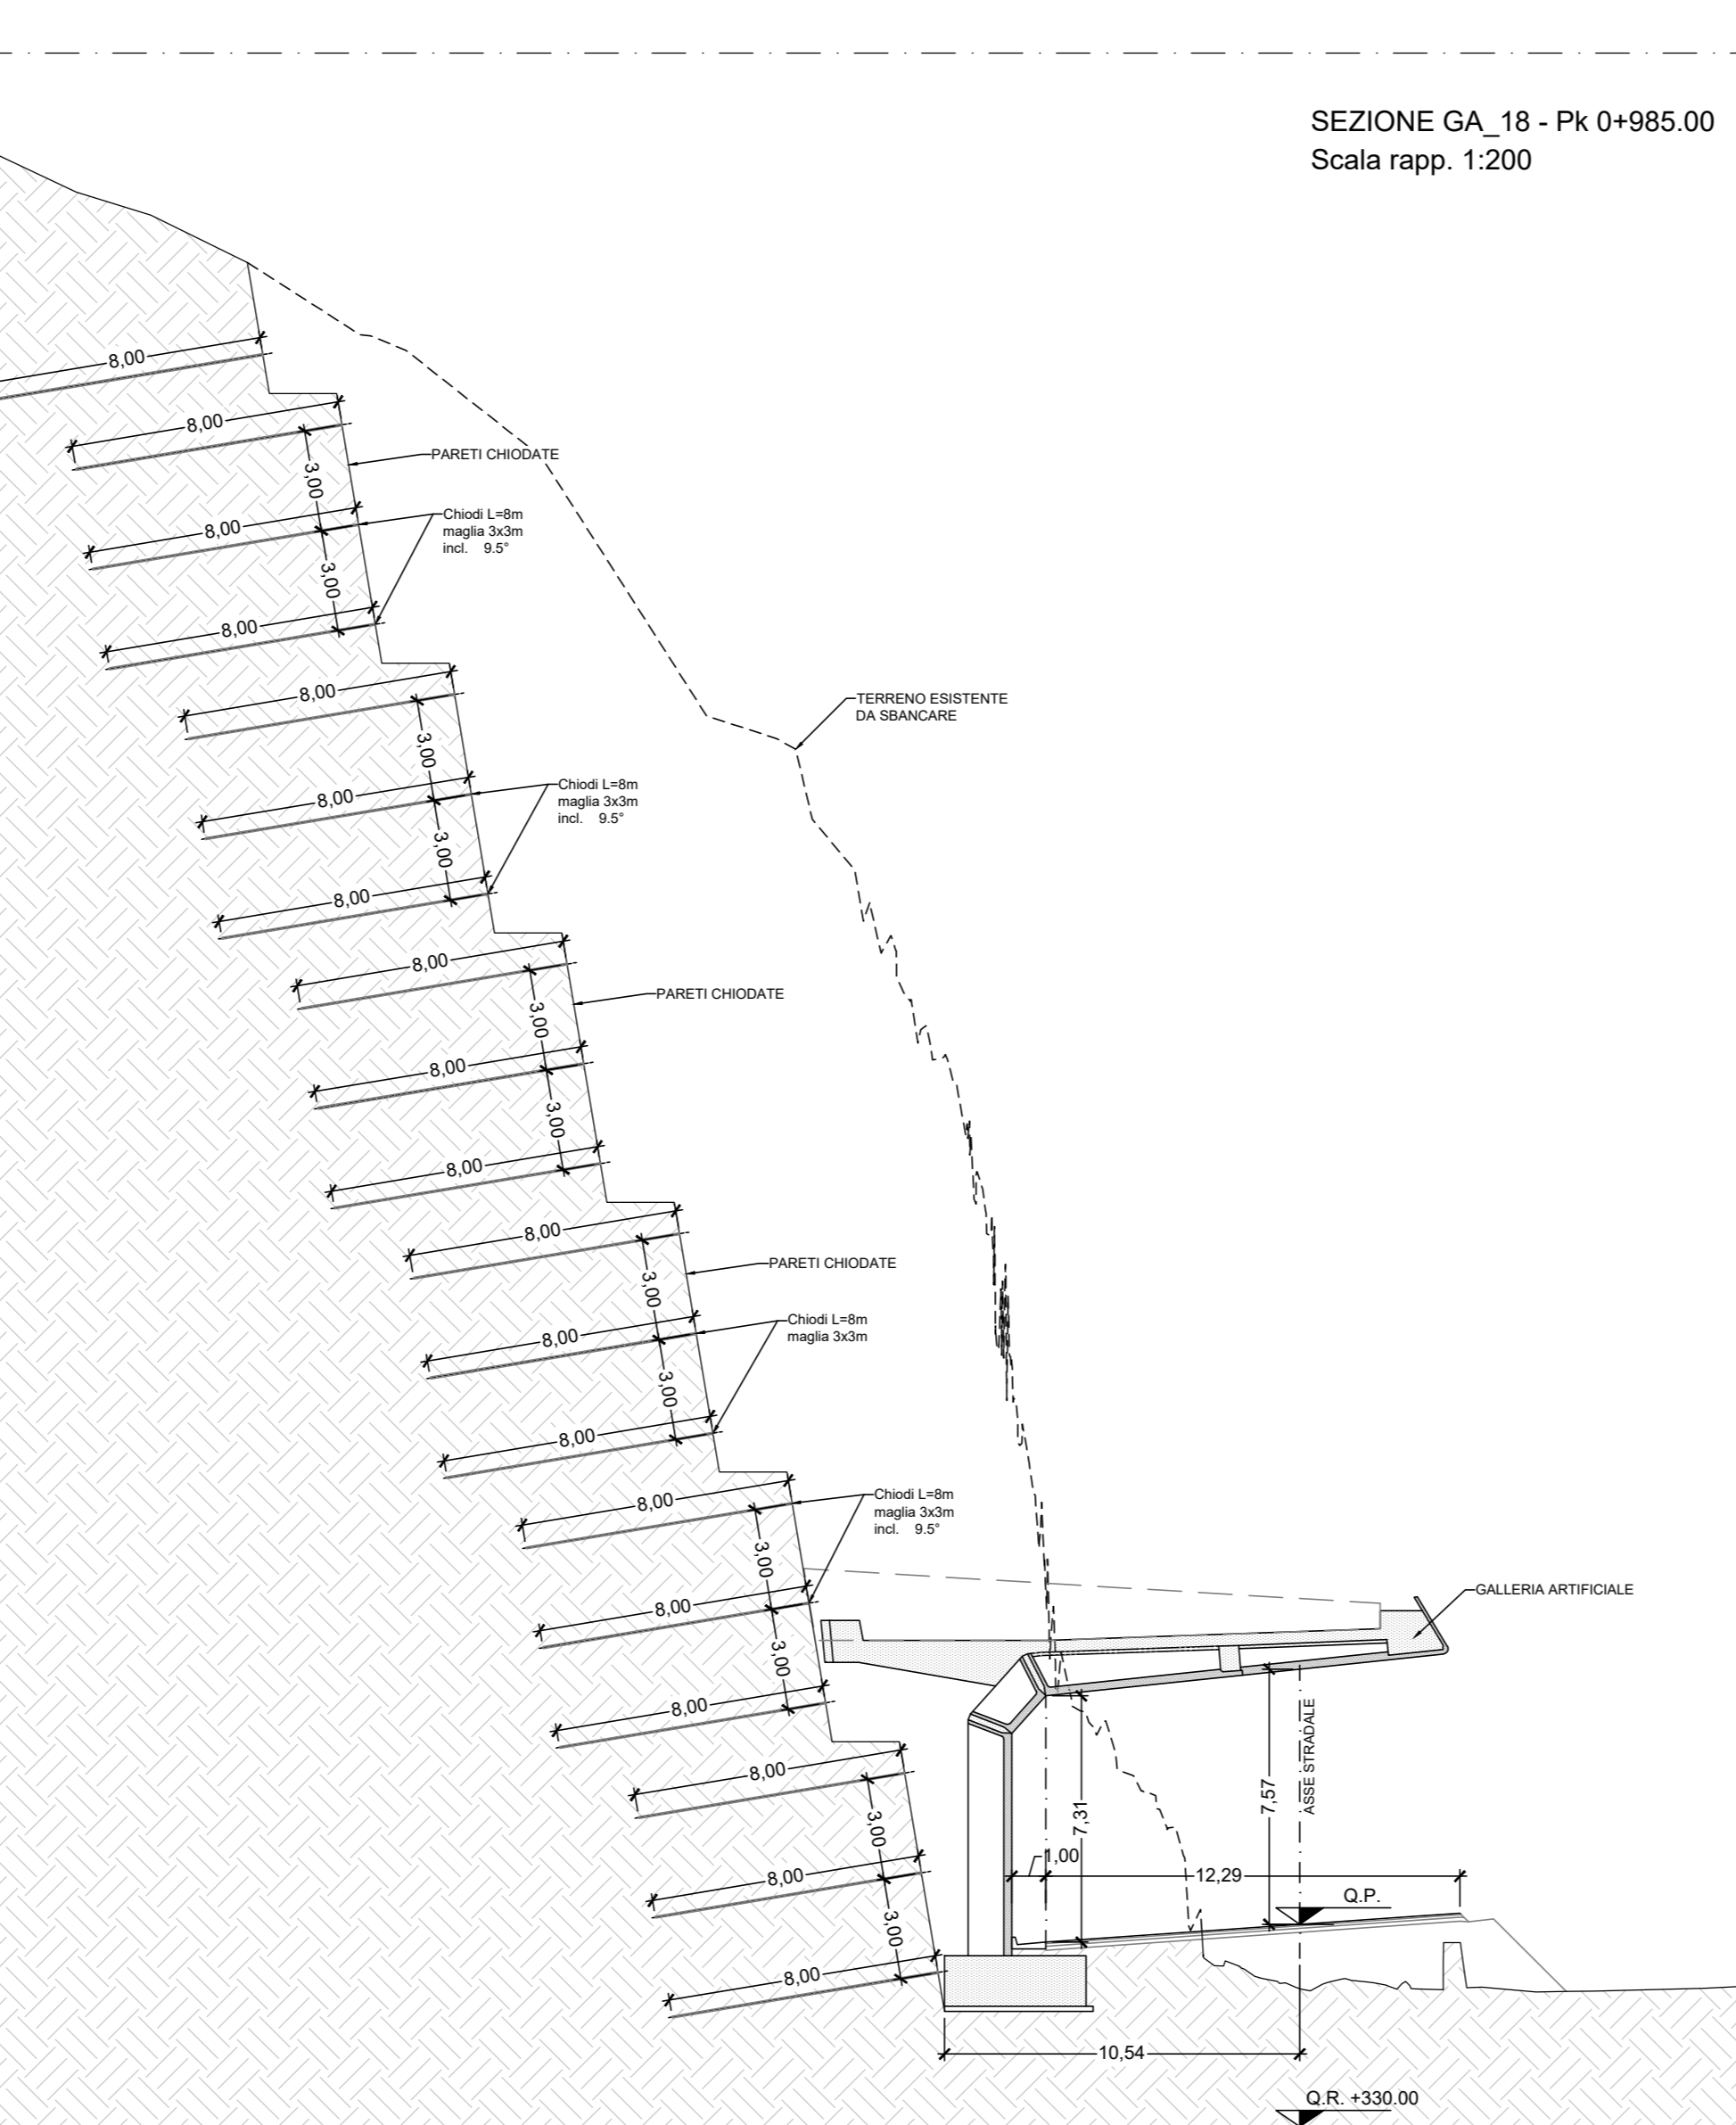 SEZIONE GA_18 - Pk 0+985.00
Scala rapp. 1:200
8,00
8,00
PARETI CHIODATE
3,00
Chiodi L=8m
maglia 3x3m
incl. 9.5°
8,00
3,00
8,00
8,00
TERRENO ESISTENTE
DA SBANCARE
3,00
Chiodi L=8m
maglia 3x3m
incl. 9.5°
8,00
3,00
8,00
8,00
PARETI CHIODATE
3,00
8,00
3,00
8,00
8,00
PARETI CHIODATE
3,00
Chiodi L=8m
maglia 3x3m
8,00
3,00
8,00
8,00
Chiodi L=8m
maglia 3x3m
incl. 9.5°
3,00
GALLERIA ARTIFICIALE
8,00
3,00
8,00
ASSE STRADALE
8,00
7,57
7,31
3,00
1,00
8,00
12,29
Q.P.
3,00
8,00
10,54
Q.R. +330.00